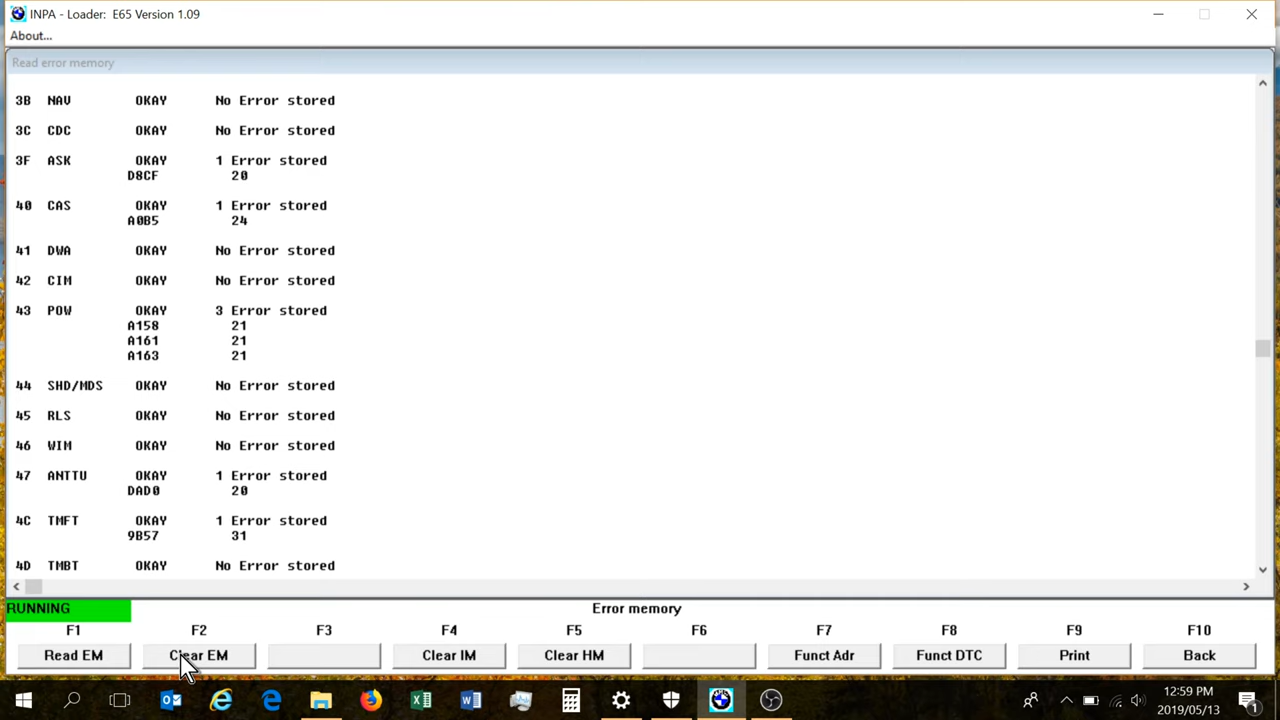 INPA - Loader: E65 Version 1.09
About...
Read error memory
3B NAV OKAY No Error stored
3C CDC OKAY No Error stored
3F ASK OKAY 1 Error stored
D8CF 20
40 CAS OKAY 1 Error stored
A0B5 24
41 DWA OKAY No Error stored
42 CIM OKAY No Error stored
43 POW OKAY 3 Error stored
A158 21
A161 21
A163 21
44 SHD/MDS OKAY No Error stored
45 RLS OKAY No Error stored
46 WIM OKAY No Error stored
47 ANTTU OKAY 1 Error stored
DAD0 20
4C TMFT OKAY 1 Error stored
9B57 31
4D TMBT OKAY No Error stored
RUNNING Error memory
F1 F2 F3 F4 F5 F6 F7 F8 F9 F10
Read EM Clear EM Clear IM Clear HM Funct Adr Funct DTC Print Back
12:59 PM
2019/05/13
1